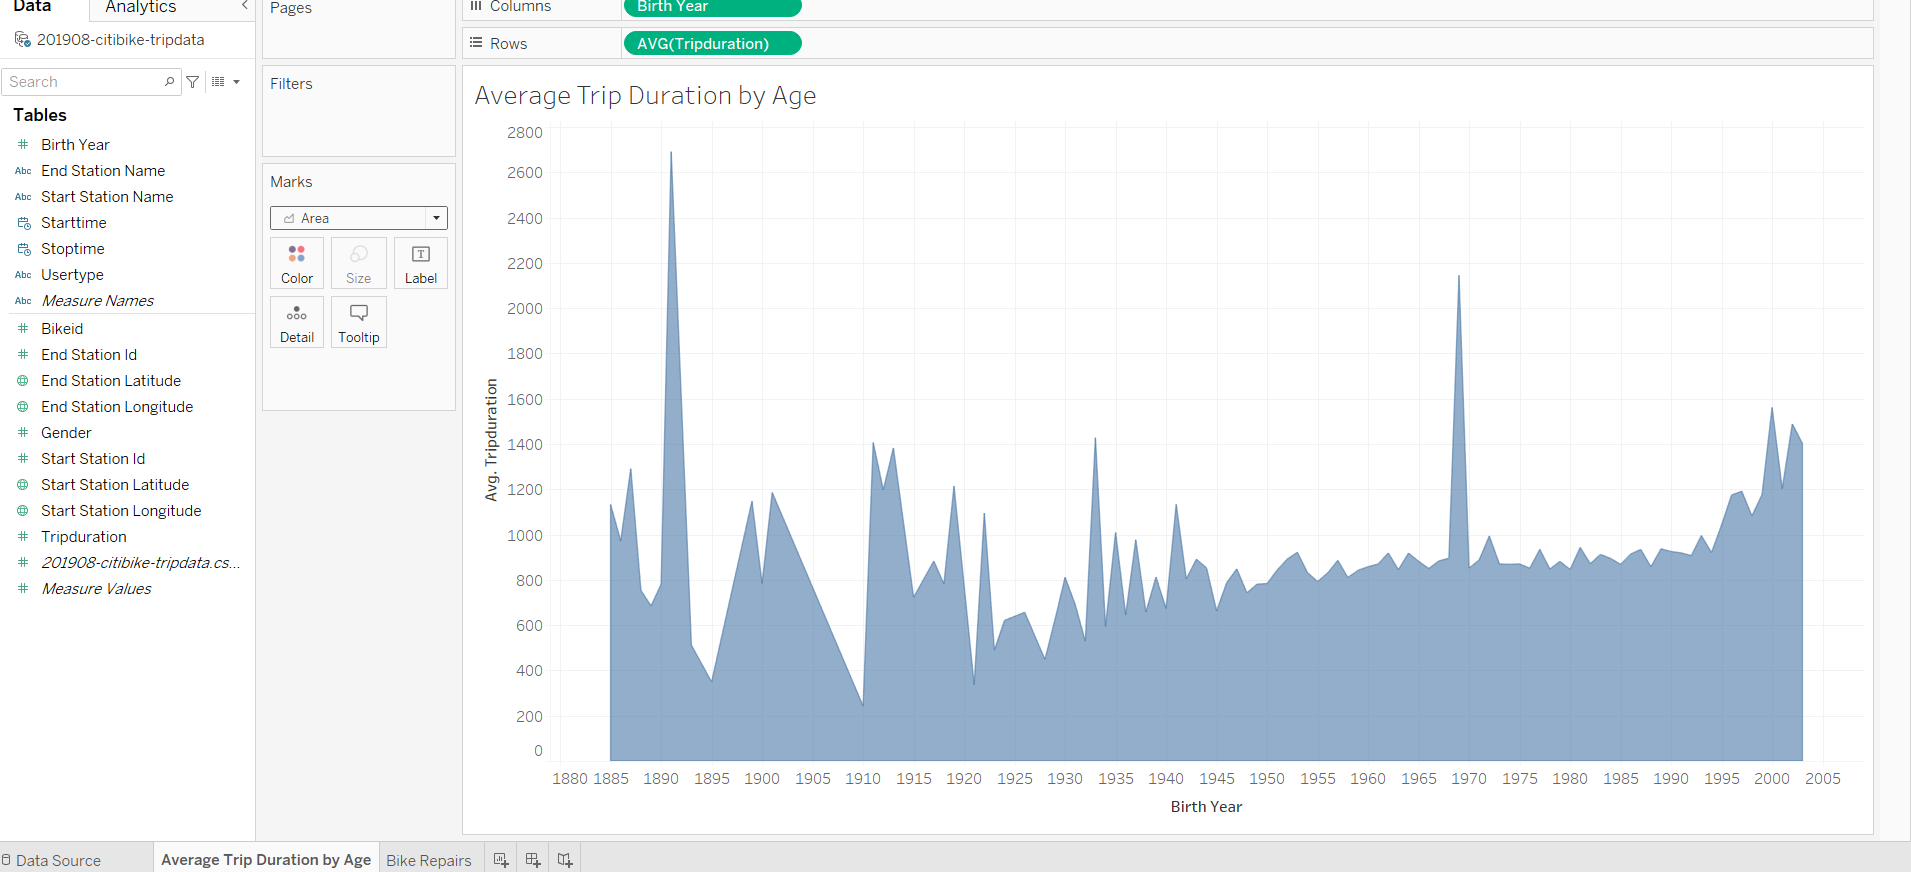 Data
Analytics
201908-citibike-tripdata
Search
Tables
Birth Year
Abc End Station Name
Abc Start Station Name
Starttime
Stoptime
Abc Usertype
Abc Measure Names
Bikeid
End Station Id
End Station Latitude
End Station Longitude
Gender
Start Station Id
Start Station Latitude
Start Station Longitude
Tripduration
201908-citibike-tripdata.cs...
Measure Values
Pages
Filters
Marks
Area
Color Size Label
Detail Tooltip
Columns Birth Year
Rows AVG(Tripduration)
Average Trip Duration by Age
Avg. Tripduration
2800
2600
2400
2200
2000
1800
1600
1400
1200
1000
800
600
400
200
0
1880 1885 1890 1895 1900 1905 1910 1915 1920 1925 1930 1935 1940 1945 1950 1955 1960 1965 1970 1975 1980 1985 1990 1995 2000 2005
Birth Year
Data Source Average Trip Duration by Age Bike Repairs